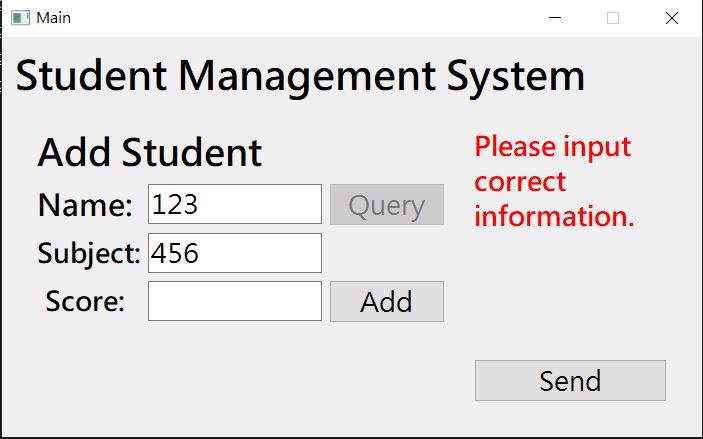 Main
Student Management System
Add Student
Name: 123 Query
Subject: 456
Score: Add
Please input
correct
information.
Send